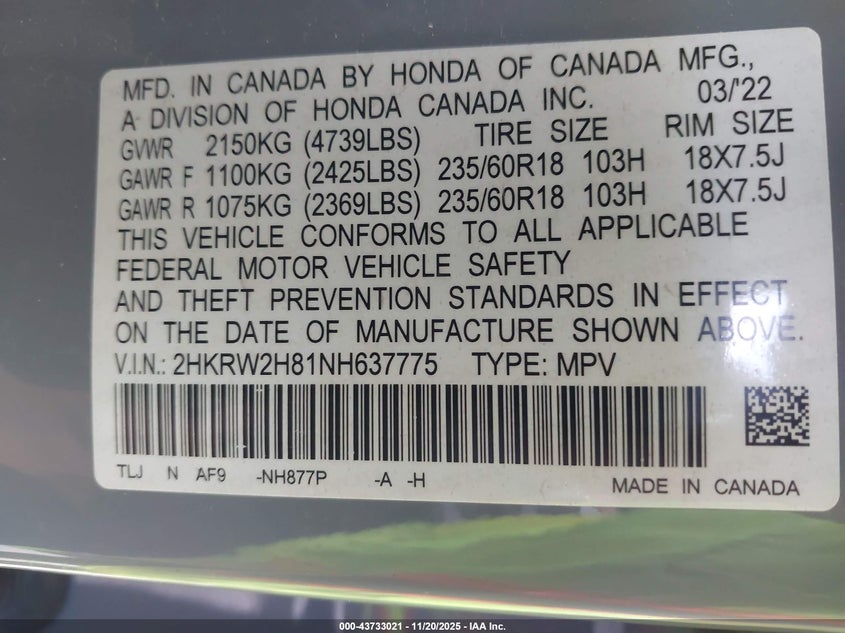 MFD. IN CANADA BY HONDA OF CANADA MFG.,
A DIVISION OF HONDA CANADA INC. 03/'22
GVWR 2150KG (4739LBS) TIRE SIZE RIM SIZE
GAWR F 1100KG (2425LBS) 235/60R18 103H 18X7.5J
GAWR R 1075KG (2369LBS) 235/60R18 103H 18X7.5J
THIS VEHICLE CONFORMS TO ALL APPLICABLE
FEDERAL MOTOR VEHICLE SAFETY
AND THEFT PREVENTION STANDARDS IN EFFECT
ON THE DATE OF MANUFACTURE SHOWN ABOVE.
V.I.N.: 2HKRW2H81NH637775 TYPE: MPV
TLJ N AF9 -NH877P -A -H MADE IN CANADA
000-43733021 - 11/20/2025 - IAA Inc.